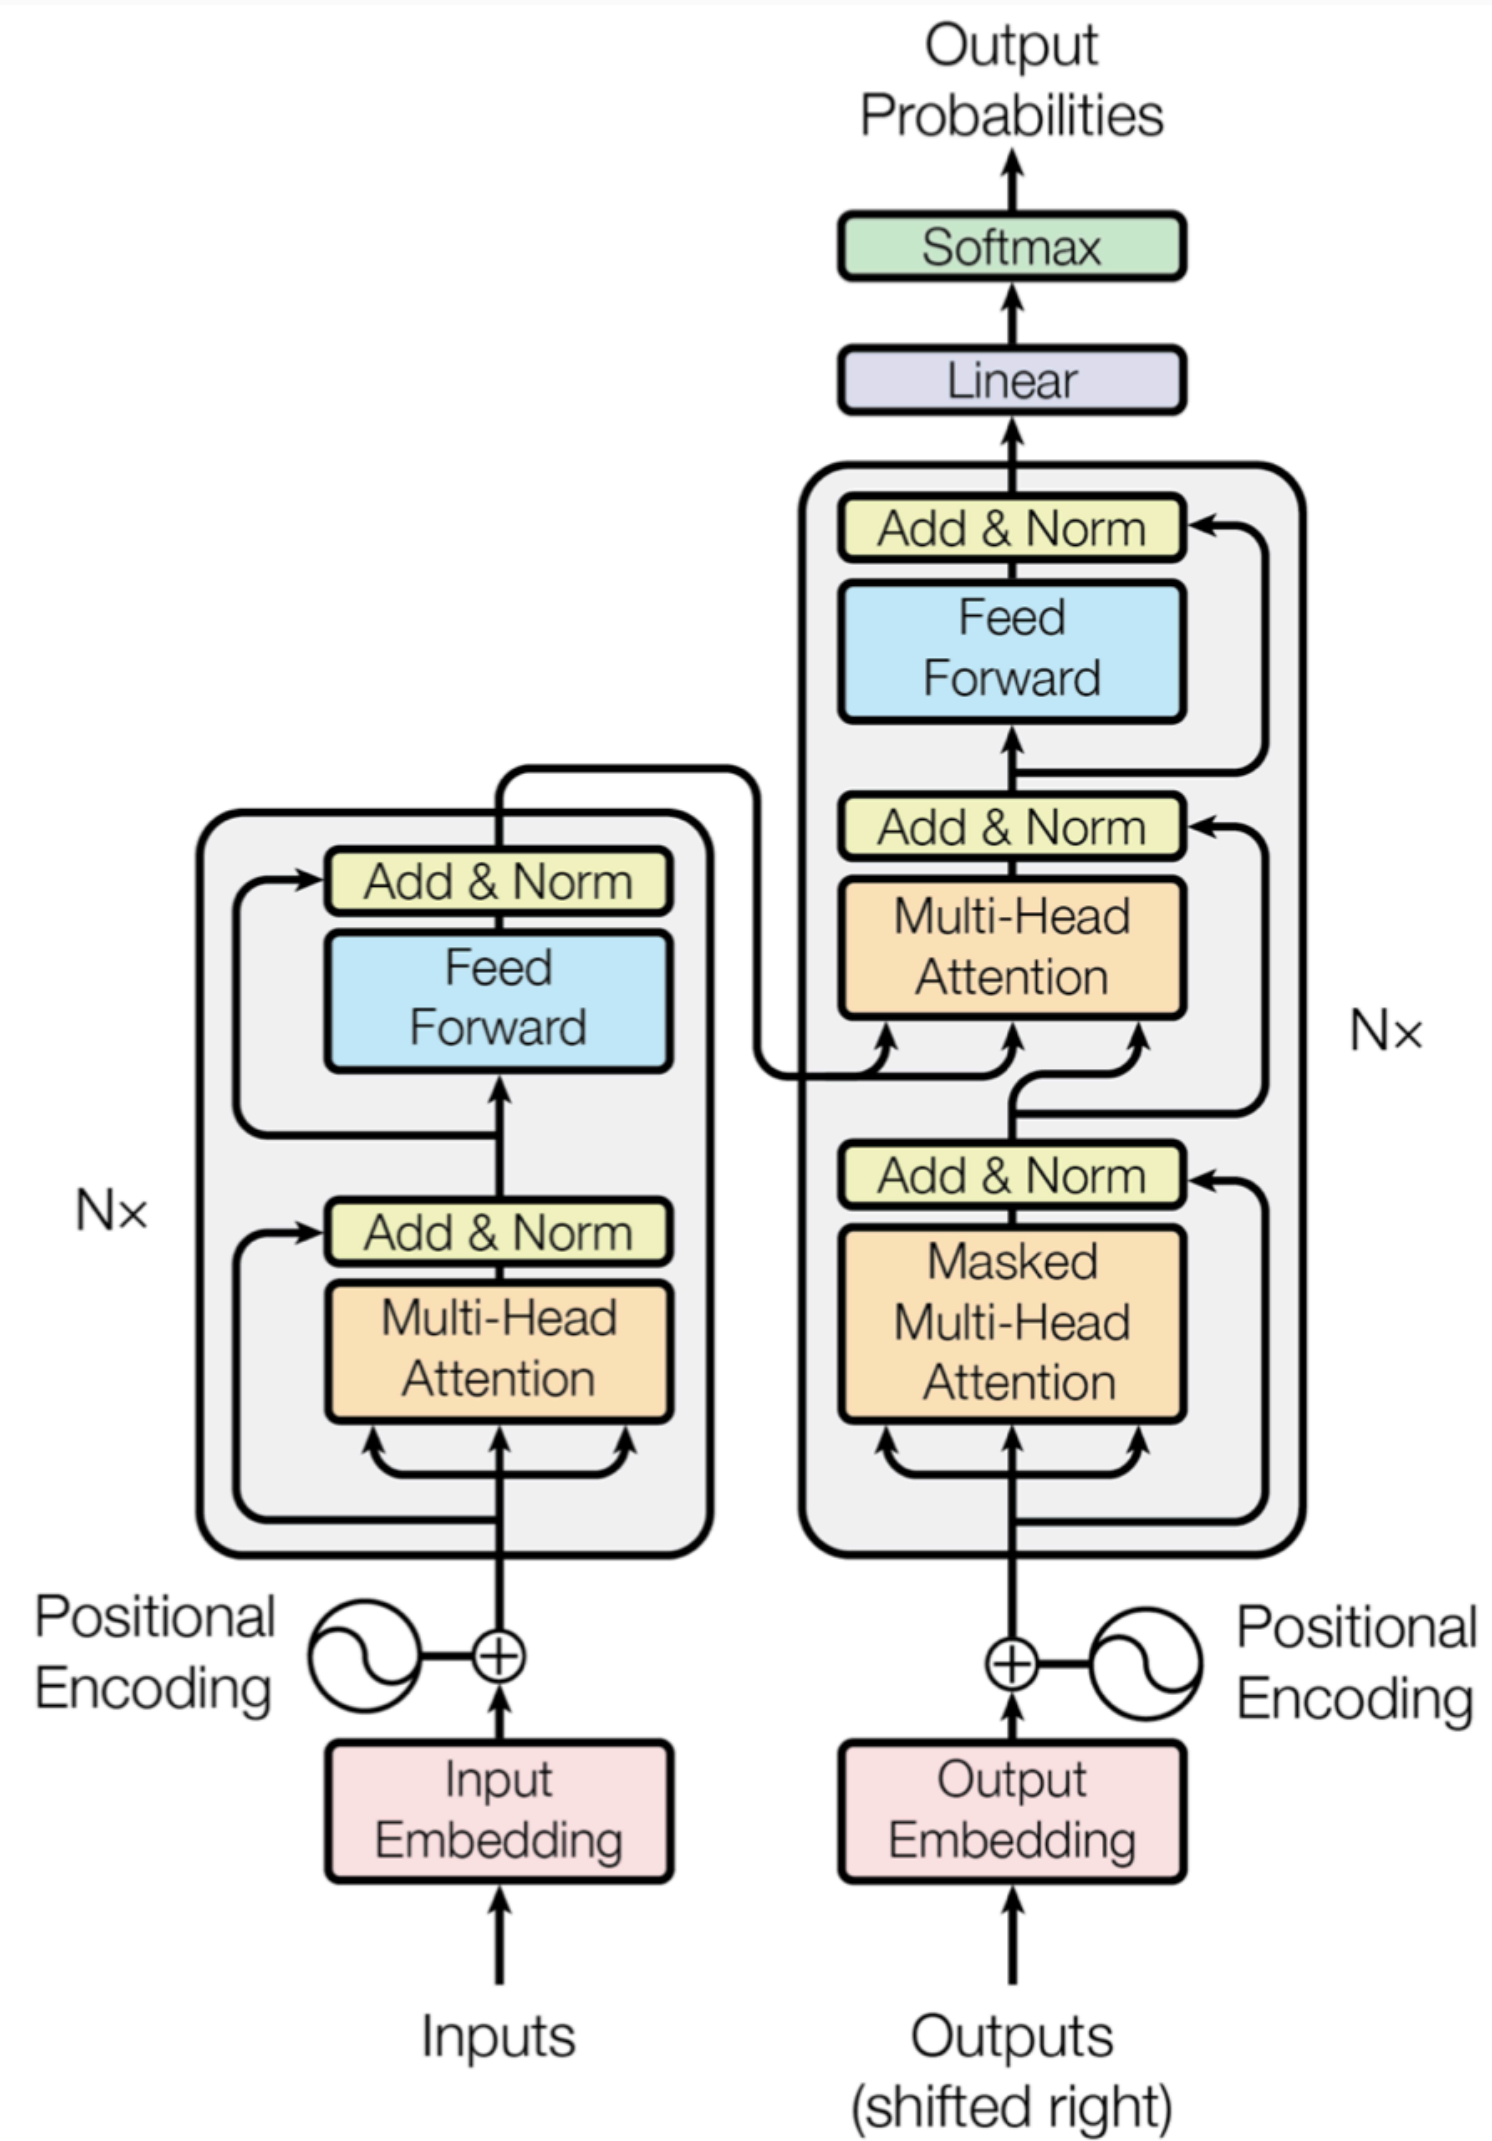 Output
Probabilities
Softmax
Linear
Add & Norm
Feed
Forward
Add & Norm
Multi-Head
Attention
Nx
Add & Norm
Masked
Multi-Head
Attention
Positional
Encoding
Output
Embedding
Outputs
(shifted right)
Add & Norm
Feed
Forward
Nx
Add & Norm
Multi-Head
Attention
Positional
Encoding
Input
Embedding
Inputs